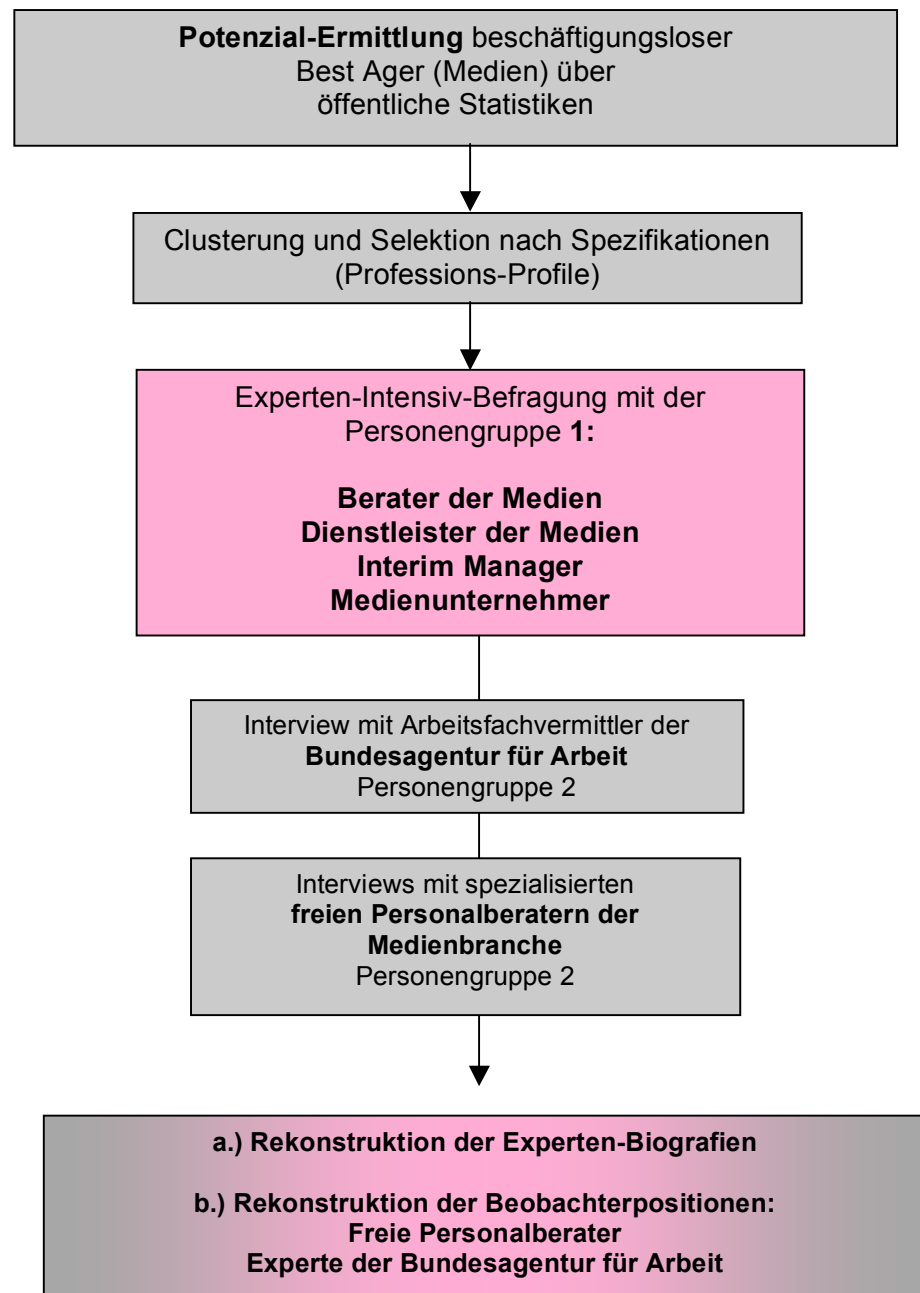 Potenzial-Ermittlung beschäftigungsloser
Best Ager (Medien) über
öffentliche Statistiken
Clusterung und Selektion nach Spezifikationen
(Professions-Profile)
Experten-Intensiv-Befragung mit der
Personengruppe 1:
Berater der Medien
Dienstleister der Medien
Interim Manager
Medienunternehmer
Interview mit Arbeitsfachvermittler der
Bundesagentur für Arbeit
Personengruppe 2
Interviews mit spezialisierten
freien Personalberatern der
Medienbranche
Personengruppe 2
a.) Rekonstruktion der Experten-Biografien
b.) Rekonstruktion der Beobachterpositionen:
Freie Personalberater
Experte der Bundesagentur für Arbeit